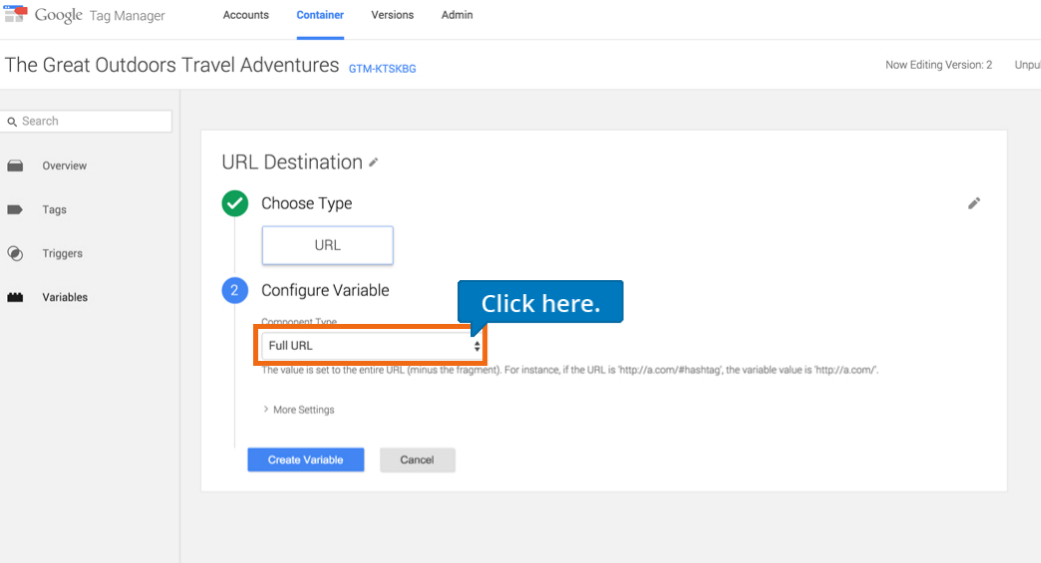 Google Tag Manager Accounts Container Versions Admin
The Great Outdoors Travel Adventures GTM-KTSKBG Now Editing Version: 2 Unpu
Search
Overview
Tags
Triggers
Variables
URL Destination
Choose Type
URL
2 Configure Variable
Click here.
Component Type
Full URL
The value is set to the entire URL (minus the fragment). For instance, if the URL is 'http://a.com/#hashtag', the variable value is 'http://a.com/'.
More Settings
Create Variable Cancel